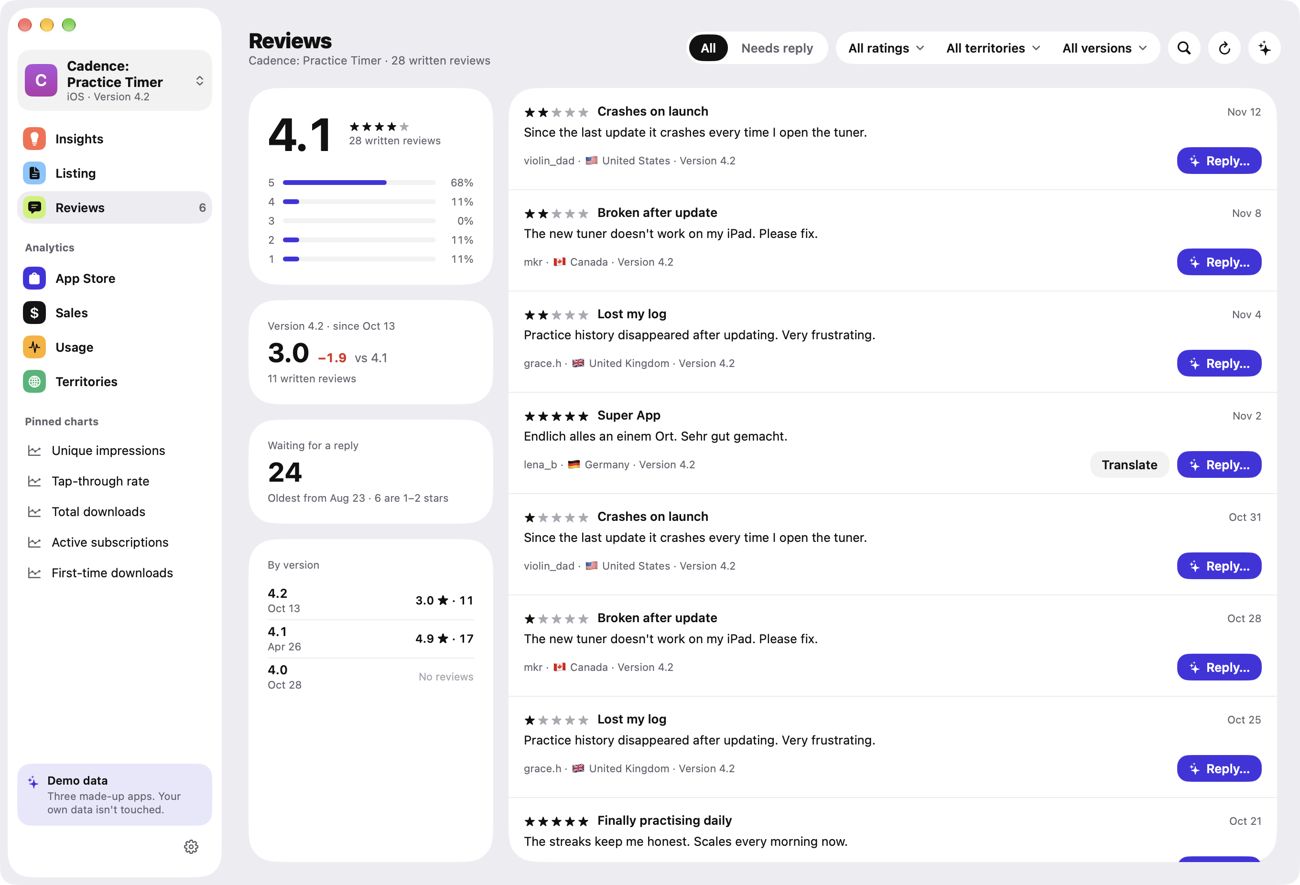 C
Cadence:
Practice Timer
iOS · Version 4.2
Insights
Listing
Reviews 6
Analytics
App Store
$ Sales
Usage
Territories
Pinned charts
Unique impressions
Tap-through rate
Total downloads
Active subscriptions
First-time downloads
Demo data
Three made-up apps. Your
own data isn't touched.
Reviews
Cadence: Practice Timer · 28 written reviews
All Needs reply All ratings All territories All versions
4.1 ★★★★★
28 written reviews
5 68%
4 11%
3 0%
2 11%
1 11%
Version 4.2 · since Oct 13
3.0 −1.9 vs 4.1
11 written reviews
Waiting for a reply
24
Oldest from Aug 23 · 6 are 1–2 stars
By version
4.2
Oct 13
3.0 ★ · 11
4.1
Apr 26
4.9 ★ · 17
4.0
Oct 28
No reviews
★★★★★ Crashes on launch Nov 12
Since the last update it crashes every time I open the tuner.
violin_dad · 🇺🇸 United States · Version 4.2
Reply...
★★★★★ Broken after update Nov 8
The new tuner doesn't work on my iPad. Please fix.
mkr · 🇨🇦 Canada · Version 4.2
Reply...
★★★★★ Lost my log Nov 4
Practice history disappeared after updating. Very frustrating.
grace.h · 🇬🇧 United Kingdom · Version 4.2
Reply...
★★★★★ Super App Nov 2
Endlich alles an einem Ort. Sehr gut gemacht.
lena_b · 🇩🇪 Germany · Version 4.2
Translate Reply...
★★★★★ Crashes on launch Oct 31
Since the last update it crashes every time I open the tuner.
violin_dad · 🇺🇸 United States · Version 4.2
Reply...
★★★★★ Broken after update Oct 28
The new tuner doesn't work on my iPad. Please fix.
mkr · 🇨🇦 Canada · Version 4.2
Reply...
★★★★★ Lost my log Oct 25
Practice history disappeared after updating. Very frustrating.
grace.h · 🇬🇧 United Kingdom · Version 4.2
Reply...
★★★★★ Finally practising daily Oct 21
The streaks keep me honest. Scales every morning now.